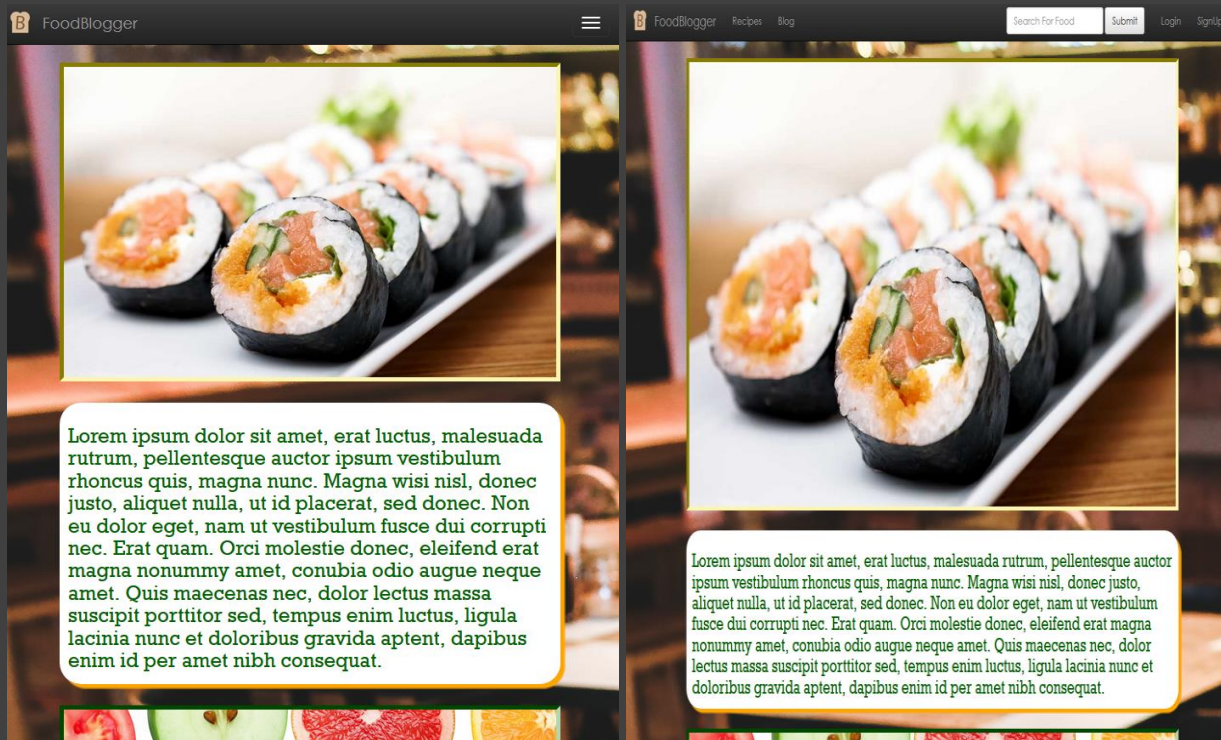 B FoodBlogger
Lorem ipsum dolor sit amet, erat luctus, malesuada
rutrum, pellentesque auctor ipsum vestibulum
rhoncus quis, magna nunc. Magna wisi nisl, donec
justo, aliquet nulla, ut id placerat, sed donec. Non
eu dolor eget, nam ut vestibulum fusce dui corrupti
nec. Erat quam. Orci molestie donec, eleifend erat
magna nonummy amet, conubia odio augue neque
amet. Quis maecenas nec, dolor lectus massa
suscipit porttitor sed, tempus enim luctus, ligula
lacinia nunc et doloribus gravida aptent, dapibus
enim id per amet nibh consequat.
B FoodBlogger Recipes Blog Search For Food Submit Login SignUp
Lorem ipsum dolor sit amet, erat luctus, malesuada rutrum, pellentesque auctor
ipsum vestibulum rhoncus quis, magna nunc. Magna wisi nisl, donec justo,
aliquet nulla, ut id placerat, sed donec. Non eu dolor eget, nam ut vestibulum
fusce dui corrupti nec. Erat quam. Orci molestie donec, eleifend erat magna
nonummy amet, conubia odio augue neque amet. Quis maecenas nec, dolor
lectus massa suscipit porttitor sed, tempus enim luctus, ligula lacinia nunc et
doloribus gravida aptent, dapibus enim id per amet nibh consequat.